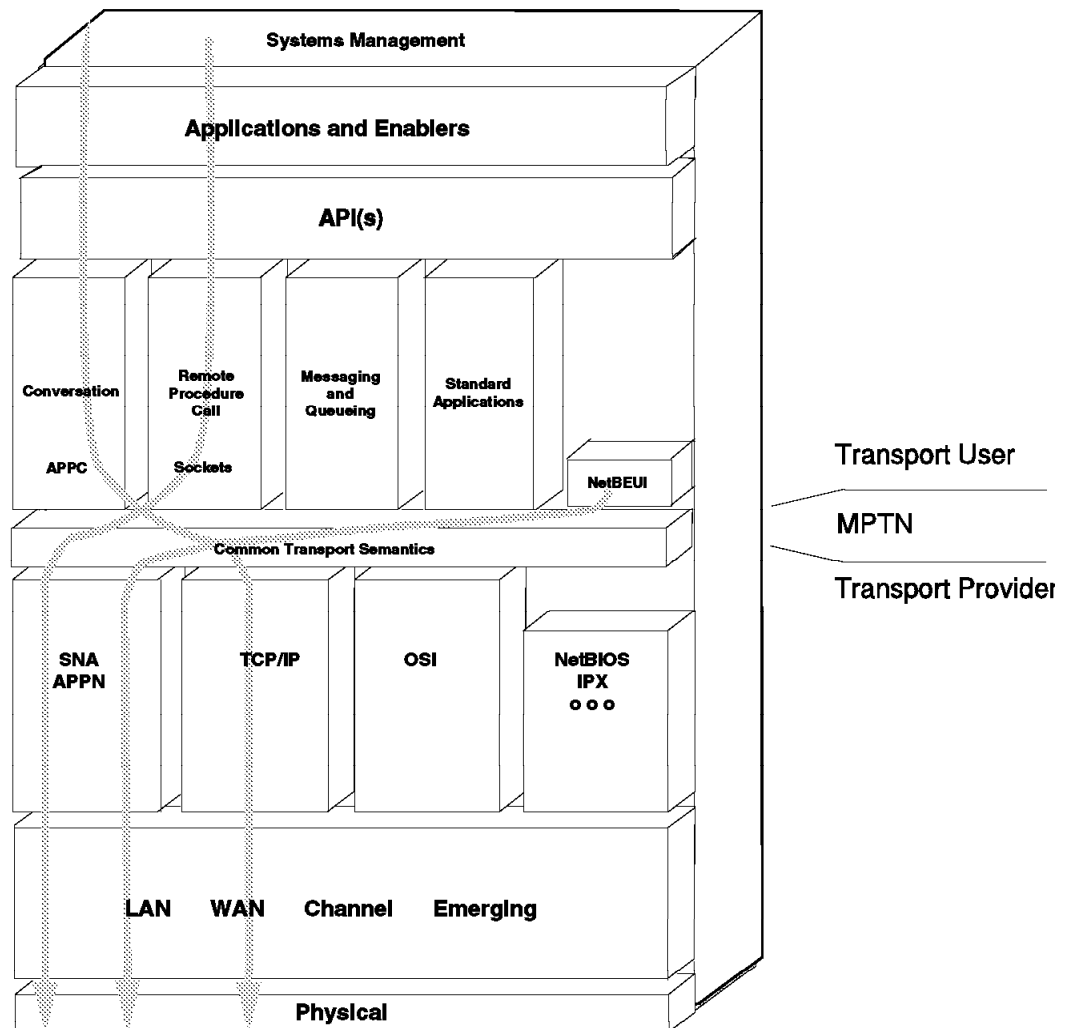 Systems Management
Applications and Enablers
API(s)
Conversation
APPC
Remote
Procedure
Call
Sockets
Messaging
and
Queueing
Standard
Applications
NetBEUI
Transport User
MPTN
Transport Provider
Common Transport Semantics
SNA
APPN
TCP/IP
OSI
NetBIOS
IPX
o o o
LAN WAN Channel Emerging
Physical